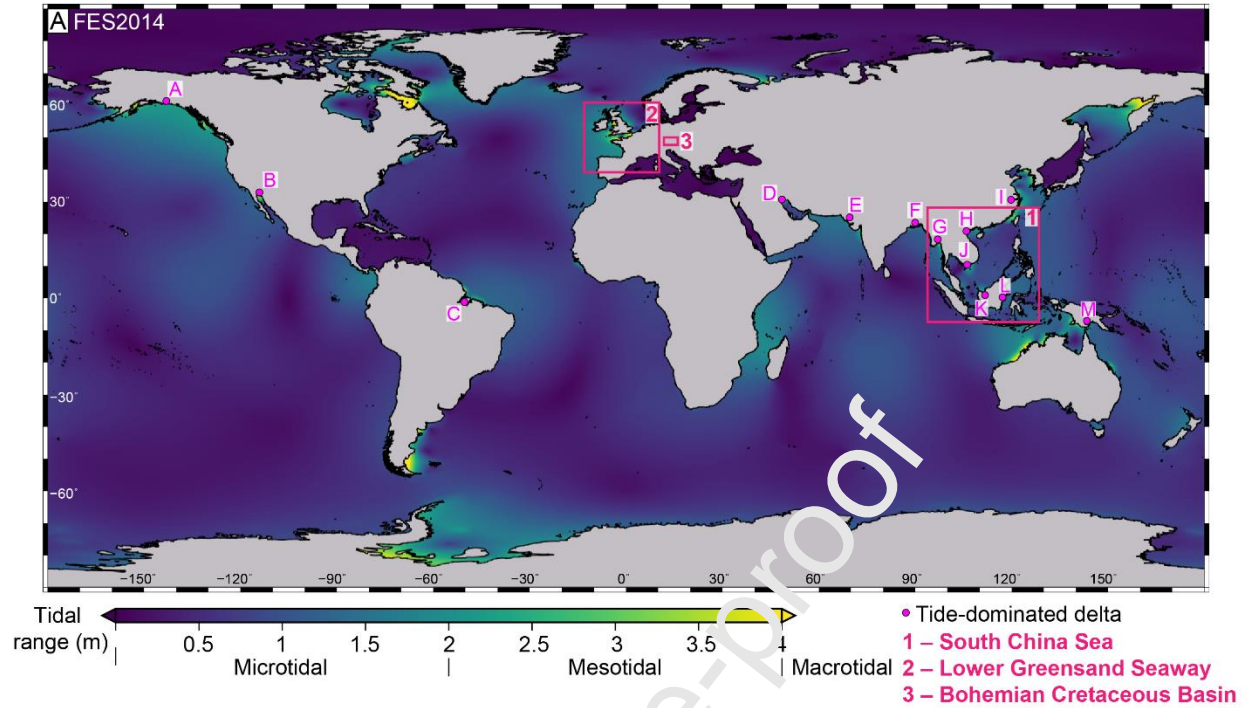 A FES2014
A
60°
2
3
B
30°
D
E
I
F
1
H
G
J
0°
L
C
K
M
−30°
−60°
−150° −120° −90° −60° −30° 0° 30° 60° 90° 120° 150°
e-proof
Tidal range (m)
0.5 1 1.5 2 2.5 3 3.5 4
Microtidal Mesotidal Macrotidal
Tide-dominated delta
1 – South China Sea
2 – Lower Greensand Seaway
3 – Bohemian Cretaceous Basin